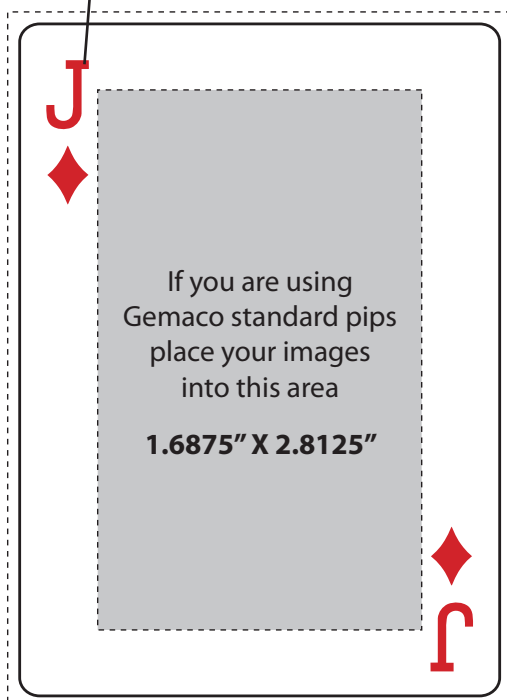 J
If you are using
Gemaco standard pips
place your images
into this area
1.6875” X 2.8125”
J